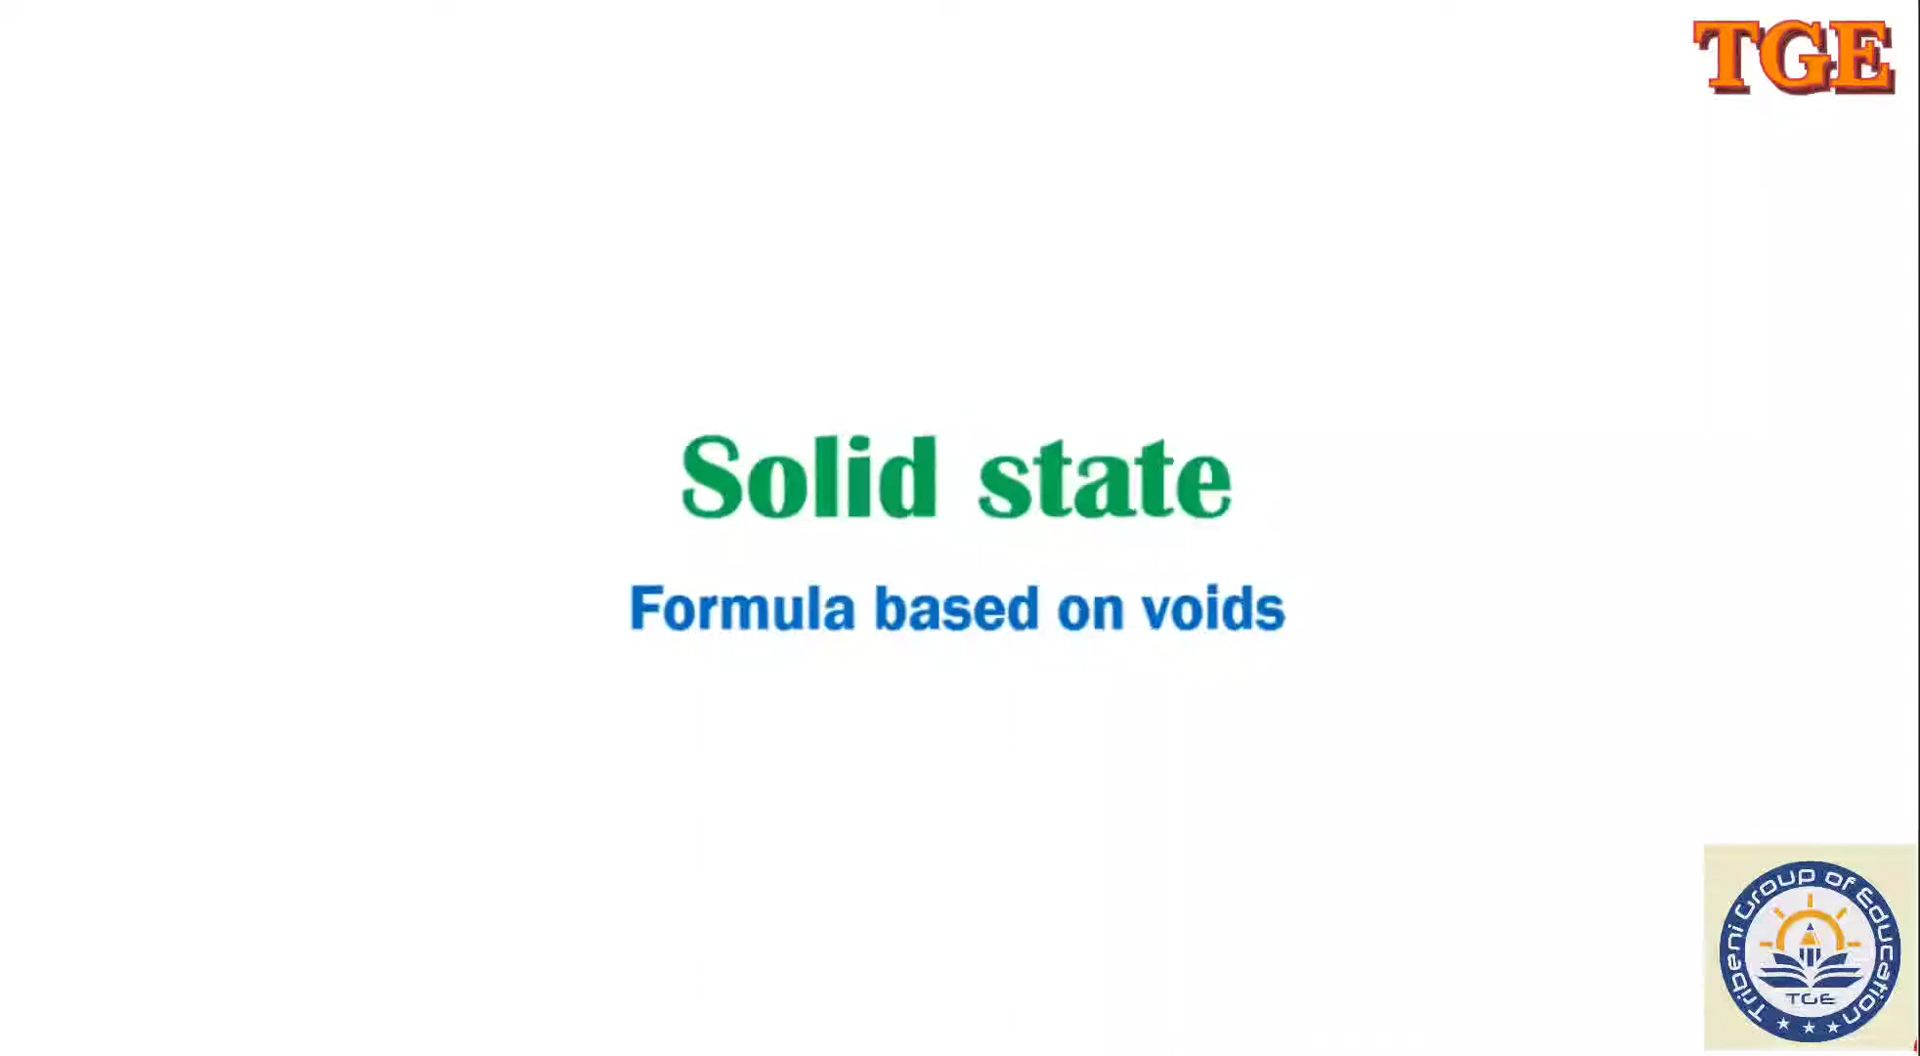 TGE
Solid state
Formula based on voids
Tribeni Group of Education
TGE